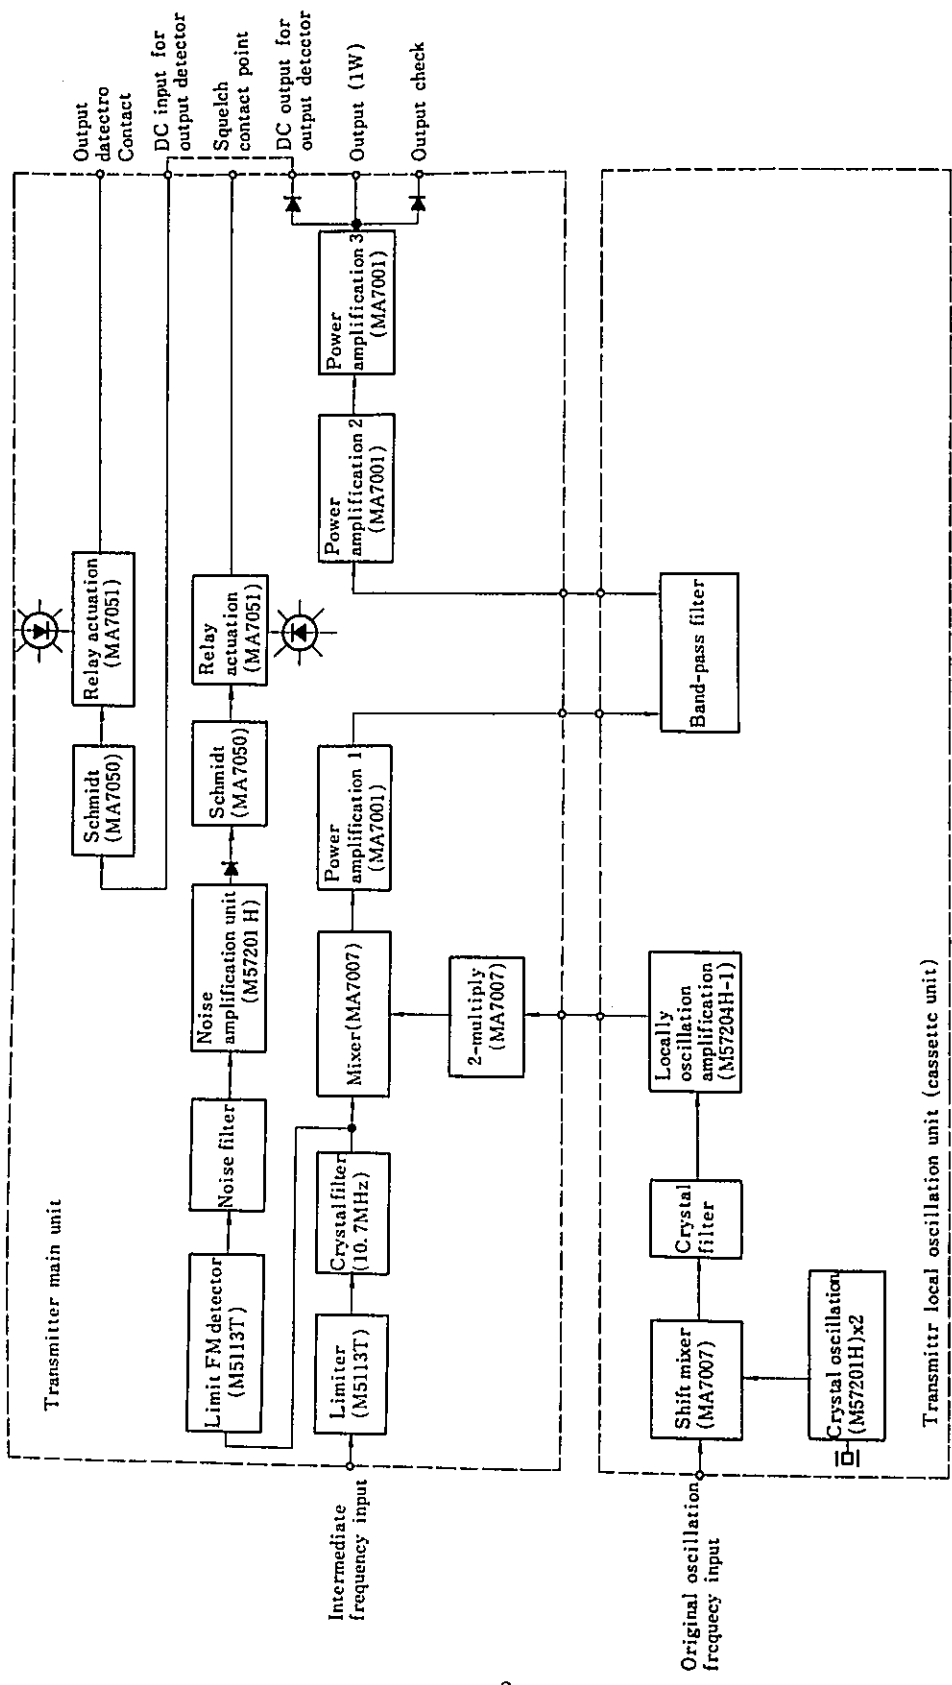 Transmitter main unit
Output
datectro
Contact
DC input for
output detector
Squelch
contact point
DC output for
output detcctor
Output (1W)
Output check
Schmidt
(MA7050)
Relay actuation
(MA7051)
Limit FM detector
(M5113T)
Noise filter
Noise
amplification unit
(M57201 H)
Schmidt
(MA7050)
Relay
actuation
(MA7051)
Intermediate
frequency input
Limiter
(M5113T)
Crystal filter
(10.7MHz)
Mixer(MA7007)
Power
amplification 1
(MA7001)
Power
amplification 2
(MA7001)
Power
amplification 3
(MA7001)
2-multiply
(MA7007)
Original oscillation
frequecy input
Shift mixer
(MA7007)
Crystal
filter
Locally
oscillation
amplification
(M57204H-1)
Band-pass filter
Crystal oscillation
(M57201H)x2
Transmittr local oscillation unit (cassettc unit)